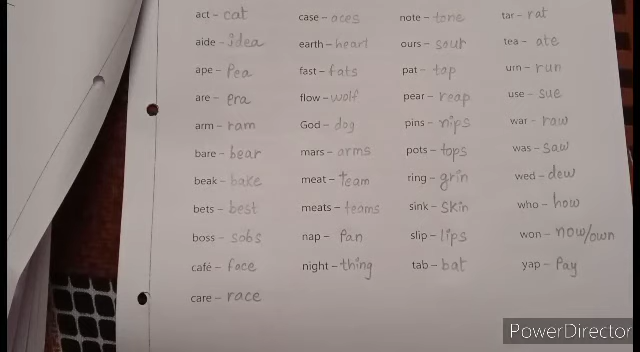 act – cat
aide – idea
ape – Pea
are – era
arm – ram
bare – bear
beak – bake
bets – best
boss – sobs
café – face
care – race
case – aces
earth – heart
fast – fats
flow – wolf
God – dog
mars – arms
meat – team
meats – teams
nap – Pan
night – thing
note – tone
ours – sour
pat – tap
pear – reap
pins – nips
pots – tops
ring – grin
sink – skin
slip – lips
tab – bat
tar – rat
tea – ate
urn – run
use – sue
war – raw
was – saw
wed – dew
who – how
won – now/own
yap – Pay
PowerDirector